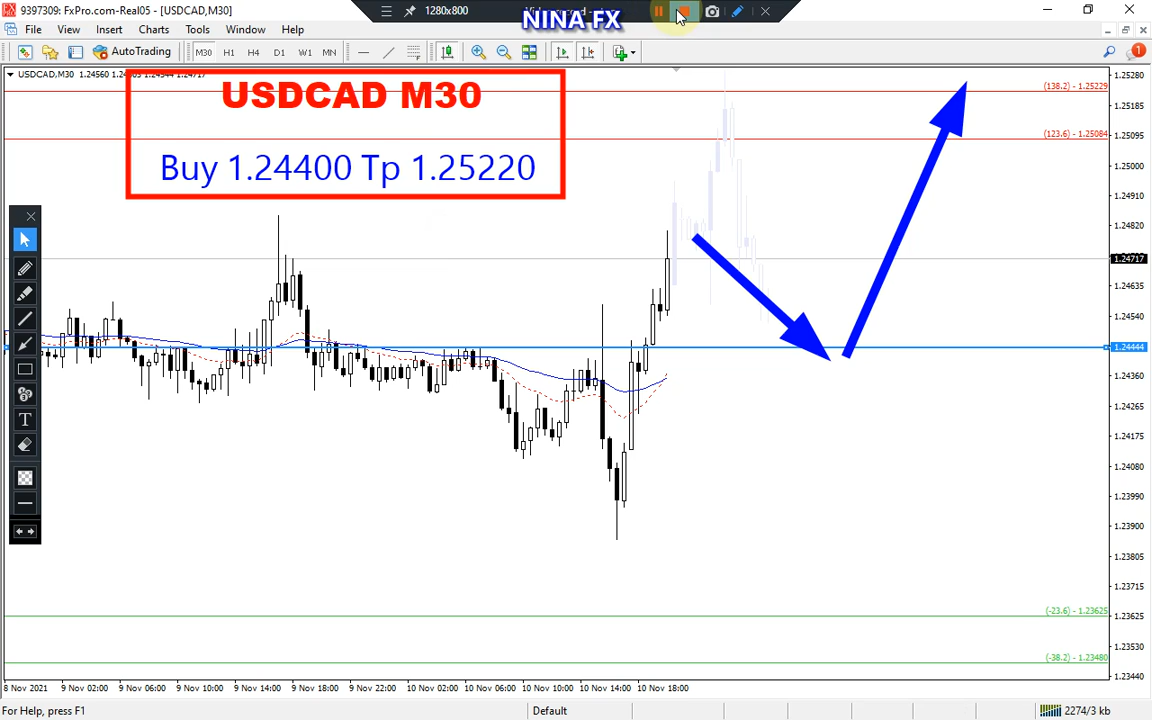 9397309: FxPro.com-Real05 - [USDCAD,M30]
1280x800
NINA FX
File View Insert Charts Tools Window Help
AutoTrading M30 H1 H4 D1 W1 MN
1
USDCAD,M30 1.24560
USDCAD M30
Buy 1.24400 Tp 1.25220
(138.2) - 1.25229
(123.6) - 1.25084
(-23.6) - 1.23625
(-38.2) - 1.23480
1.25280
1.25185
1.25095
1.25000
1.24910
1.24820
1.24717
1.24635
1.24540
1.24444
1.24360
1.24265
1.24175
1.24080
1.23990
1.23900
1.23805
1.23715
1.23625
1.23530
1.23440
T
8 Nov 2021 9 Nov 02:00 9 Nov 06:00 9 Nov 10:00 9 Nov 14:00 9 Nov 18:00 9 Nov 22:00 10 Nov 02:00 10 Nov 06:00 10 Nov 10:00 10 Nov 14:00 10 Nov 18:00
For Help, press F1 Default 2274/3 kb